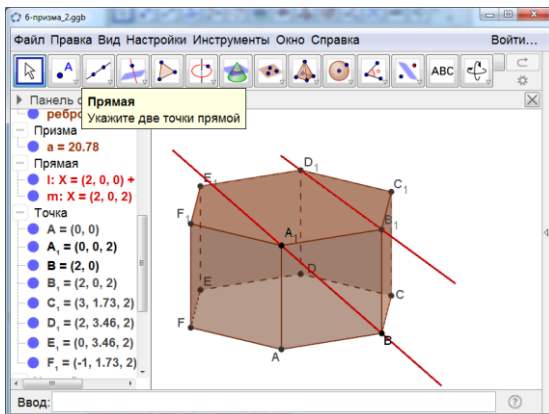 6-призма_2.ggb
Файл Правка Вид Настройки Инструменты Окно Справка Войти...
ABC
Панель
Прямая
Укажите две точки прямой
Призма
a = 20.78
Прямая
l: X = (2, 0, 0) +
m: X = (2, 0, 2)
Точка
A = (0, 0)
A₁ = (0, 0, 2)
B = (2, 0)
B₁ = (2, 0, 2)
C₁ = (3, 1.73, 2)
D₁ = (2, 3.46, 2)
E₁ = (0, 3.46, 2)
F₁ = (-1, 1.73, 2)
D₁
E₁
C₁
F₁
B₁
A₁
D
E
C
F
B
A
Ввод: